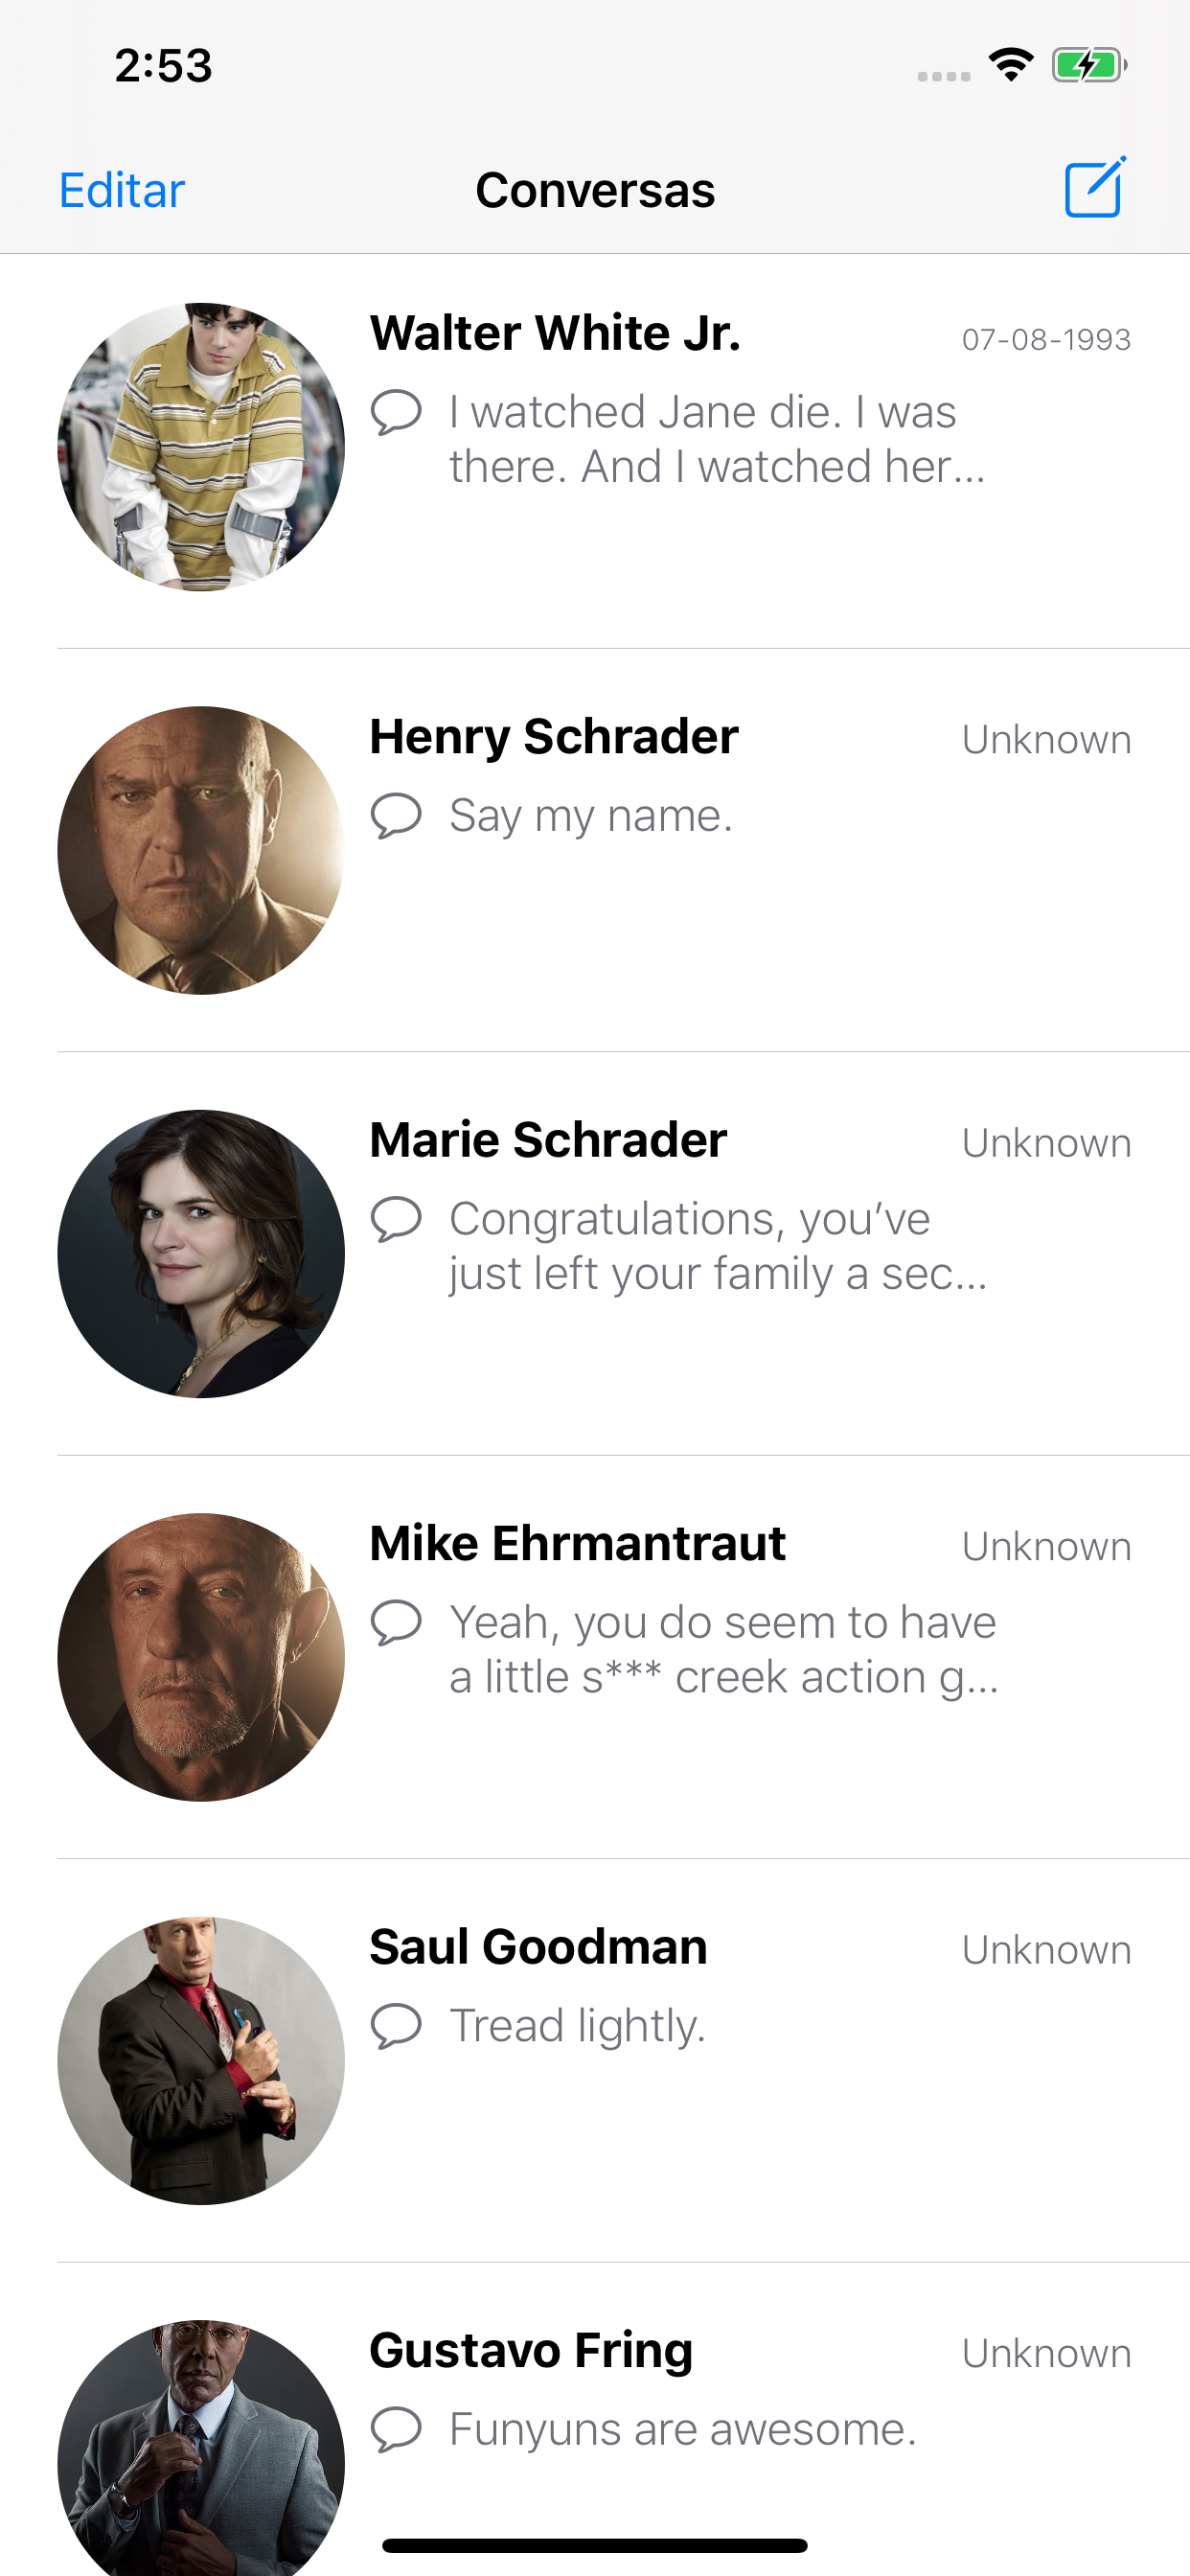 2:53
Editar
Conversas
Walter White Jr.
07-08-1993
I watched Jane die. I was
there. And I watched her...
Henry Schrader
Unknown
Say my name.
Marie Schrader
Unknown
Congratulations, you’ve
just left your family a sec...
Mike Ehrmantraut
Unknown
Yeah, you do seem to have
a little s*** creek action g...
Saul Goodman
Unknown
Tread lightly.
Gustavo Fring
Unknown
Funyuns are awesome.